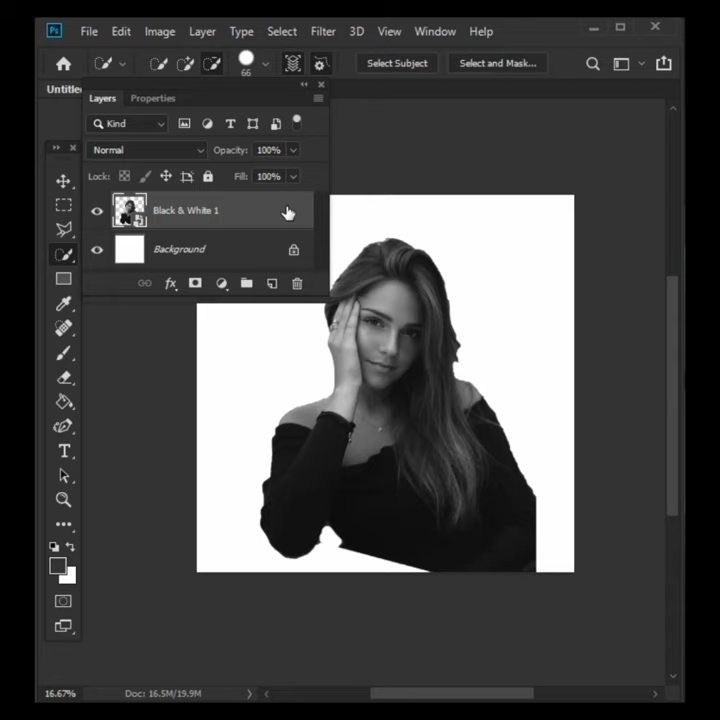 Ps File Edit Image Layer Type Select Filter 3D View Window Help
66 Select Subject Select and Mask...
Layers Properties
Kind
Normal Opacity: 100%
Lock: Fill: 100%
Black & White 1
Background
fx
16.67% Doc: 16.5M/19.9M